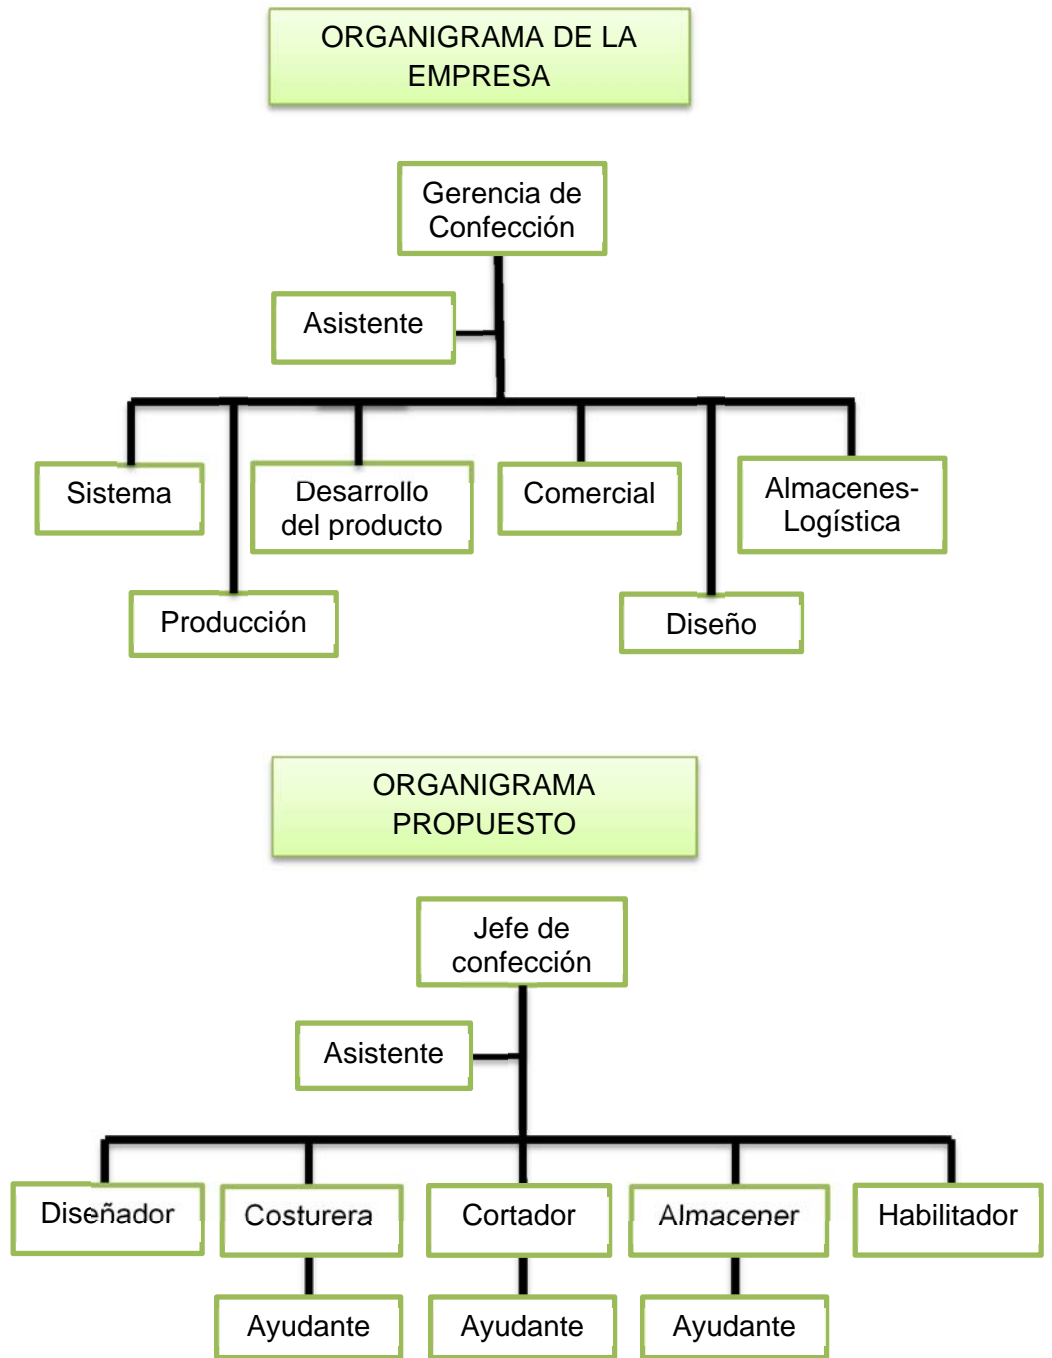 ORGANIGRAMA DE LA
EMPRESA
Gerencia de
Confección
Asistente
Sistema
Desarrollo
del producto
Comercial
Almacenes-
Logística
Producción
Diseño
ORGANIGRAMA
PROPUESTO
Jefe de
confección
Asistente
Diseñador
Costurera
Cortador
Almacener
Habilitador
Ayudante
Ayudante
Ayudante